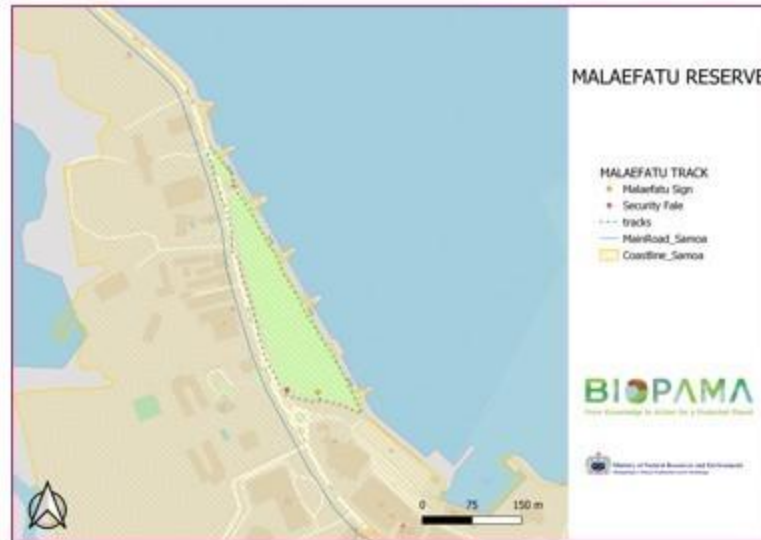 MALAEFATU RESERVE
MALAEFATU TRACK
Malaefatu Sign
Security Fale
tracks
MainRoad_Samoa
Coastline_Samoa
BIOPAMA
Ministry of Natural Resources and Environment
0 75 150 m